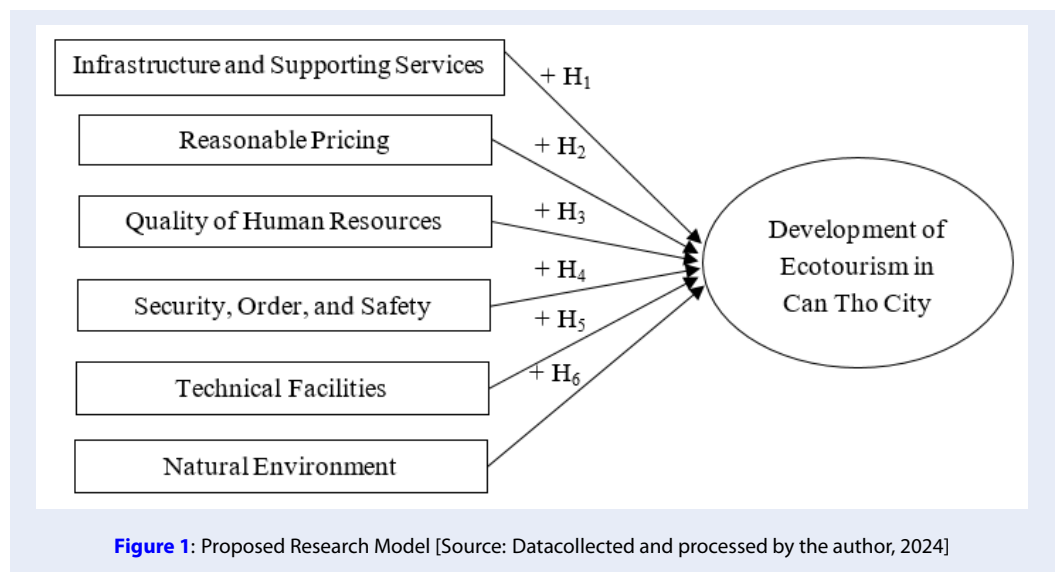 Infrastructure and Supporting Services
+ H₁
Reasonable Pricing
+ H₂
Quality of Human Resources
+ H₃
Security, Order, and Safety
+ H₄
Technical Facilities
+ H₅
Natural Environment
+ H₆
Development of
Ecotourism in
Can Tho City
Figure 1: Proposed Research Model [Source: Datacollected and processed by the author, 2024]